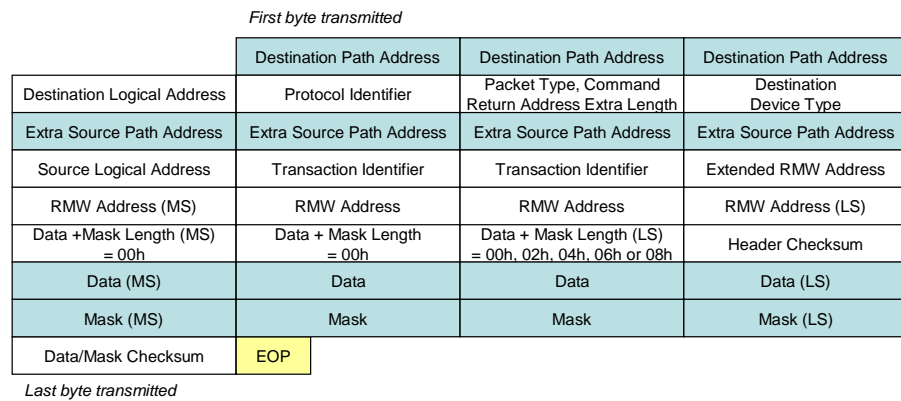 First byte transmitted
Destination Path Address Destination Path Address Destination Path Address
Destination Logical Address Protocol Identifier Packet Type, Command Destination
Return Address Extra Length Device Type
Extra Source Path Address Extra Source Path Address Extra Source Path Address Extra Source Path Address
Source Logical Address Transaction Identifier Transaction Identifier Extended RMW Address
RMW Address (MS) RMW Address RMW Address RMW Address (LS)
Data +Mask Length (MS) Data + Mask Length Data + Mask Length (LS) Header Checksum
= 00h = 00h = 00h, 02h, 04h, 06h or 08h
Data (MS) Data Data Data (LS)
Mask (MS) Mask Mask Mask (LS)
Data/Mask Checksum EOP
Last byte transmitted